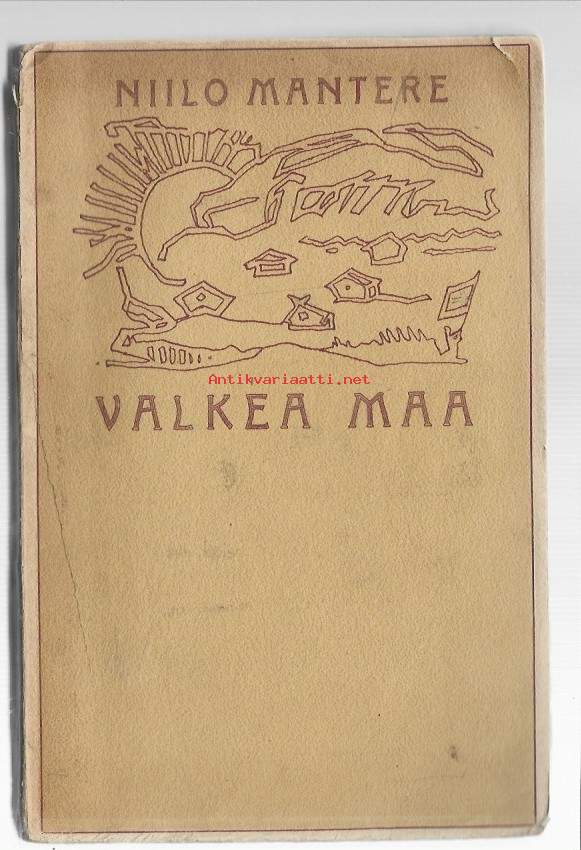 NIILO MANTERE
Antikvariaatti.net
VALKEA MAA